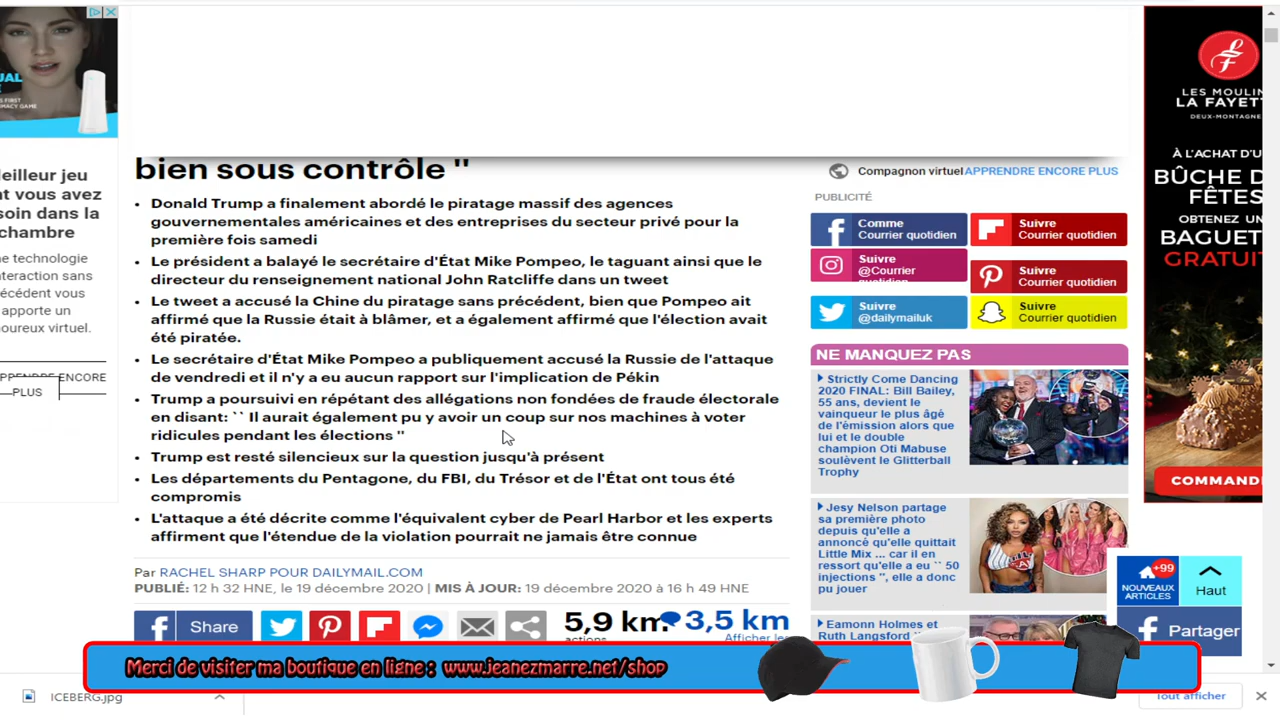 UAL
S FIRST
MACY GAME
eilleur jeu
nt vous avez
soin dans la
chambre
ne technologie
nteraction sans
récédent vous
apporte un
oureux virtuel.
PPRENDRE ENCORE
PLUS
bien sous contrôle "
• Donald Trump a finalement abordé le piratage massif des agences
gouvernementales américaines et des entreprises du secteur privé pour la
première fois samedi
• Le président a balayé le secrétaire d'État Mike Pompeo, le taguant ainsi que le
directeur du renseignement national John Ratcliffe dans un tweet
• Le tweet a accusé la Chine du piratage sans précédent, bien que Pompeo ait
affirmé que la Russie était à blâmer, et a également affirmé que l'élection avait
été piratée.
• Le secrétaire d'État Mike Pompeo a publiquement accusé la Russie de l'attaque
de vendredi et il n'y a eu aucun rapport sur l'implication de Pékin
• Trump a poursuivi en répétant des allégations non fondées de fraude électorale
en disant: `` Il aurait également pu y avoir un coup sur nos machines à voter
ridicules pendant les élections "
• Trump est resté silencieux sur la question jusqu'à présent
• Les départements du Pentagone, du FBI, du Trésor et de l'État ont tous été
compromis
• L'attaque a été décrite comme l'équivalent cyber de Pearl Harbor et les experts
affirment que l'étendue de la violation pourrait ne jamais être connue
Par RACHEL SHARP POUR DAILYMAIL.COM
PUBLIÉ: 12 h 32 HNE, le 19 décembre 2020 | MIS À JOUR: 19 décembre 2020 à 16 h 49 HNE
Share
5,9 km
actions
3,5 km
Afficher les
Compagnon virtuel APPRENDRE ENCORE PLUS
PUBLICITÉ
Comme
Courrier quotidien
Suivre
Courrier quotidien
Suivre
@Courrier
quotidien
Suivre
Courrier quotidien
Suivre
@dailymailuk
Suivre
Courrier quotidien
NE MANQUEZ PAS
Strictly Come Dancing
2020 FINAL: Bill Bailey,
55 ans, devient le
vainqueur le plus âgé
de l'émission alors que
lui et le double
champion Oti Mabuse
soulèvent le Glitterball
Trophy
Jesy Nelson partage
sa première photo
depuis qu'elle a
annoncé qu'elle quittait
Little Mix ... car il en
ressort qu'elle a eu `` 50
injections ", elle a donc
pu jouer
Eamonn Holmes et
Ruth Langsford
LES MOULIN
LA FAYETT
DEUX-MONTAGNE
À L'ACHAT D'U
BÛCHE D
FÊTES
OBTENEZ UN
BAGUET
GRATUI
COMMAND
+99
NOUVEAUX
ARTICLES
Haut
Partager
Merci de visiter ma boutique en ligne : www.jeanezmarre.net/shop
ICEBERG.jpg
Tout afficher